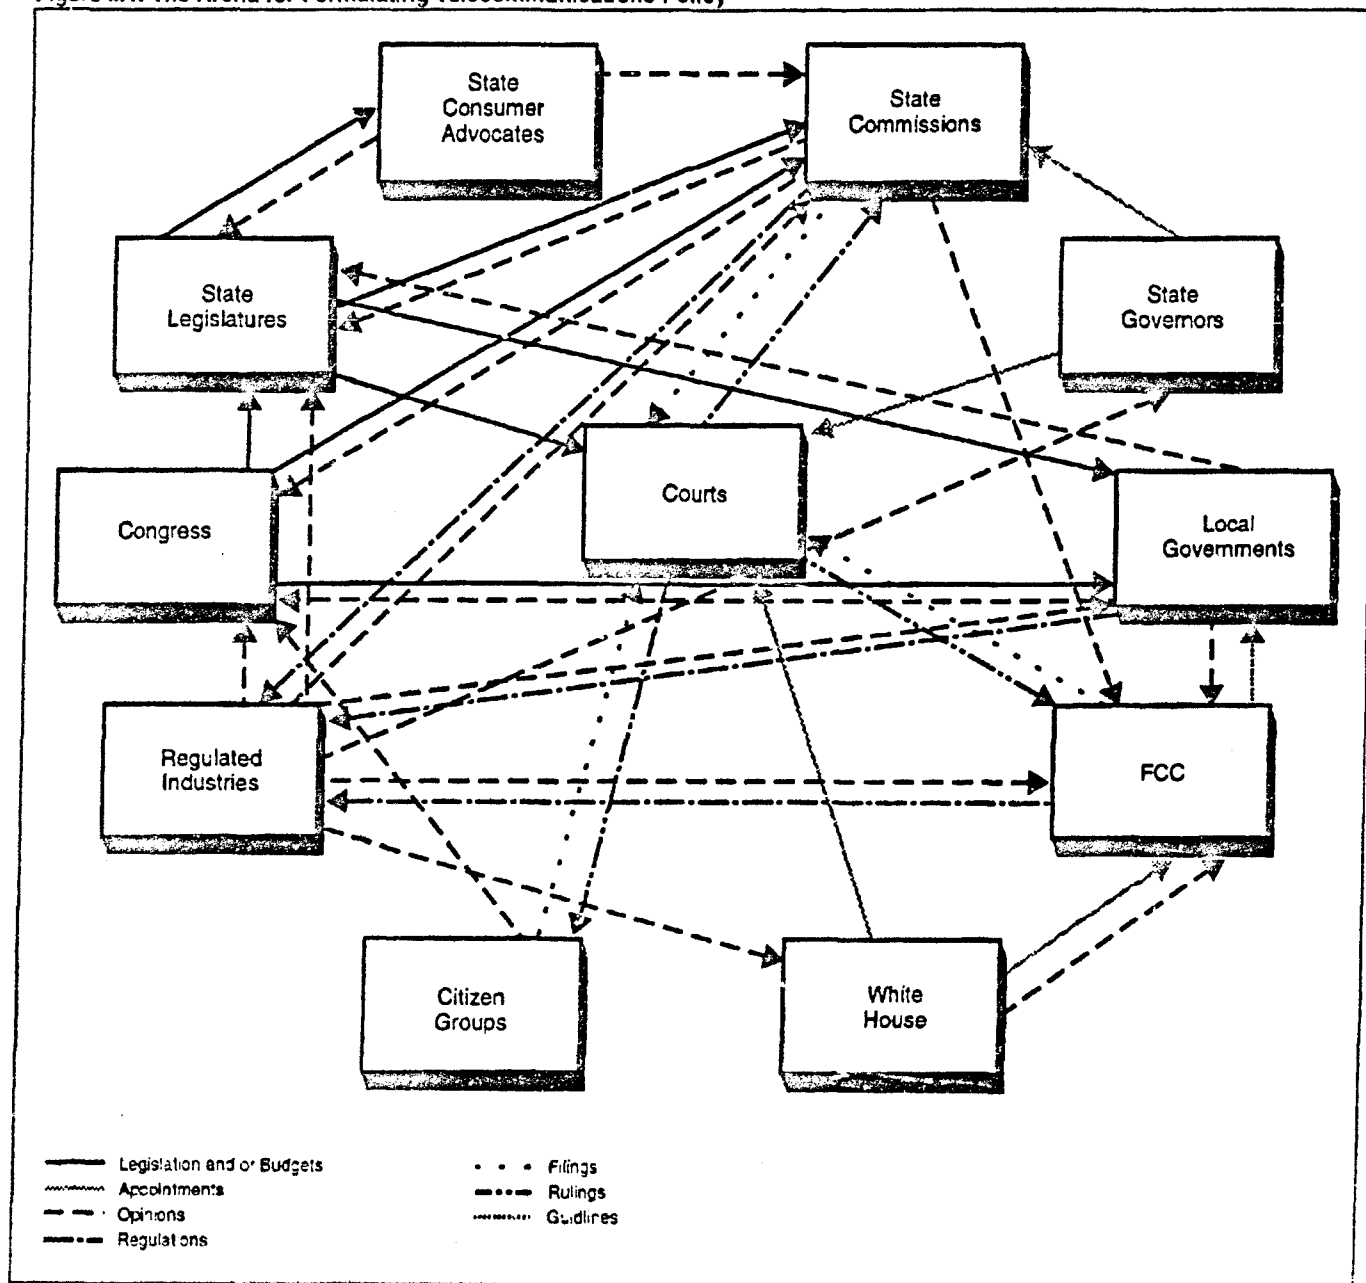 State
Consumer
Advocates
State
Commissions
State
Legislatures
State
Governors
Congress
Courts
Local
Governments
Regulated
Industries
FCC
Citizen
Groups
White
House
Legislation and or Budgets
Appointments
Opinions
Regulations
Filings
Rulings
Guidlines